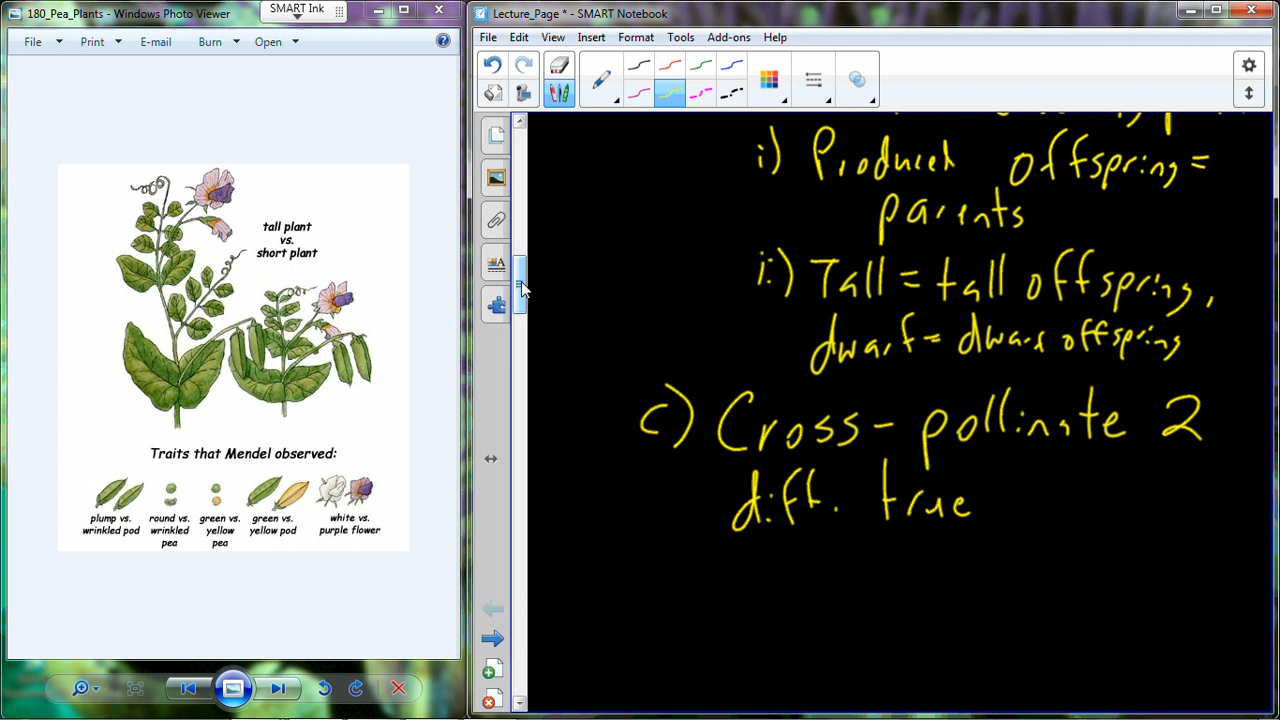 180_Pea_Plants - Windows Photo Viewer
SMART Ink
File Print E-mail Burn Open
tall plant
vs.
short plant
Traits that Mendel observed:
plump vs.
wrinkled pod
round vs.
wrinkled
pea
green vs.
yellow
pea
green vs.
yellow pod
white vs.
purple flower
Lecture_Page * - SMART Notebook
File Edit View Insert Format Tools Add-ons Help
i) Produced offspring =
parents
ii) Tall = tall offspring,
dwarf = dwarf offspring
c) Cross-pollinate 2
diff. true